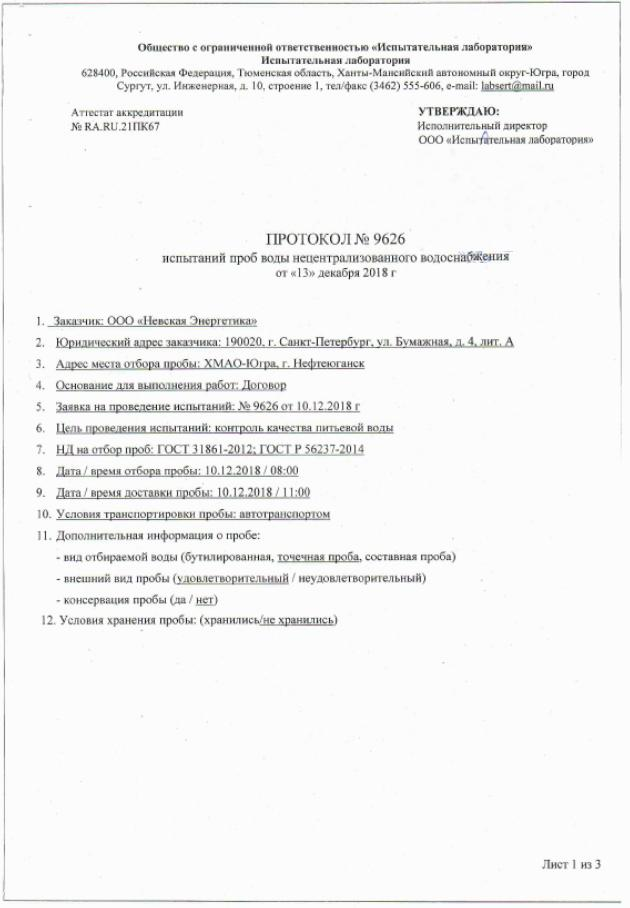 Общество с ограниченной ответственностью «Испытательная лаборатория»
Испытательная лаборатория
628400, Российская Федерация, Тюменская область, Ханты-Мансийский автономный округ-Югра, город
Сургут, ул. Инженерная, д. 10, строение 1, тел/факс (3462) 555-606, e-mail: labsert@mail.ru
Аттестат аккредитации
№ RA.RU.21ПК67
УТВЕРЖДАЮ:
Исполнительный директор
ООО «Испытательная лаборатория»
ПРОТОКОЛ № 9626
испытаний проб воды нецентрализованного водоснабжения
от «13» декабря 2018 г
1. Заказчик: ООО «Невская Энергетика»
2. Юридический адрес заказчика: 190020, г. Санкт-Петербург, ул. Бумажная, д. 4, лит. А
3. Адрес места отбора пробы: ХМАО-Югра, г. Нефтеюганск
4. Основание для выполнения работ: Договор
5. Заявка на проведение испытаний: № 9626 от 10.12.2018 г
6. Цель проведения испытаний: контроль качества питьевой воды
7. НД на отбор проб: ГОСТ 31861-2012; ГОСТ Р 56237-2014
8. Дата / время отбора пробы: 10.12.2018 / 08:00
9. Дата / время доставки пробы: 10.12.2018 / 11:00
10. Условия транспортировки пробы: автотранспортом
11. Дополнительная информация о пробе:
- вид отбираемой воды (бутилированная, точечная проба, составная проба)
- внешний вид пробы (удовлетворительный / неудовлетворительный)
- консервация пробы (да / нет)
12. Условия хранения пробы: (хранились/не хранились)
Лист 1 из 3